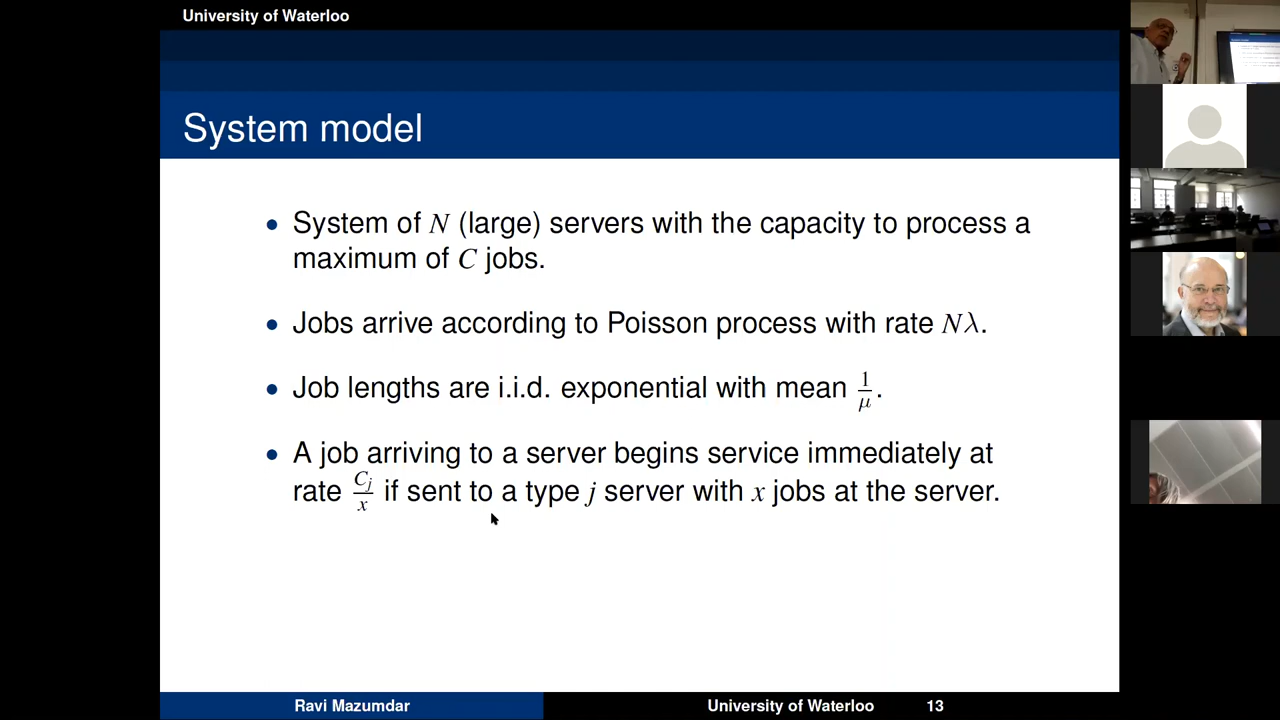 University of Waterloo
System model
• System of N (large) servers with the capacity to process a
maximum of C jobs.
• Jobs arrive according to Poisson process with rate Nλ.
• Job lengths are i.i.d. exponential with mean 1/μ.
• A job arriving to a server begins service immediately at
rate C_j/x if sent to a type j server with x jobs at the server.
Ravi Mazumdar University of Waterloo 13